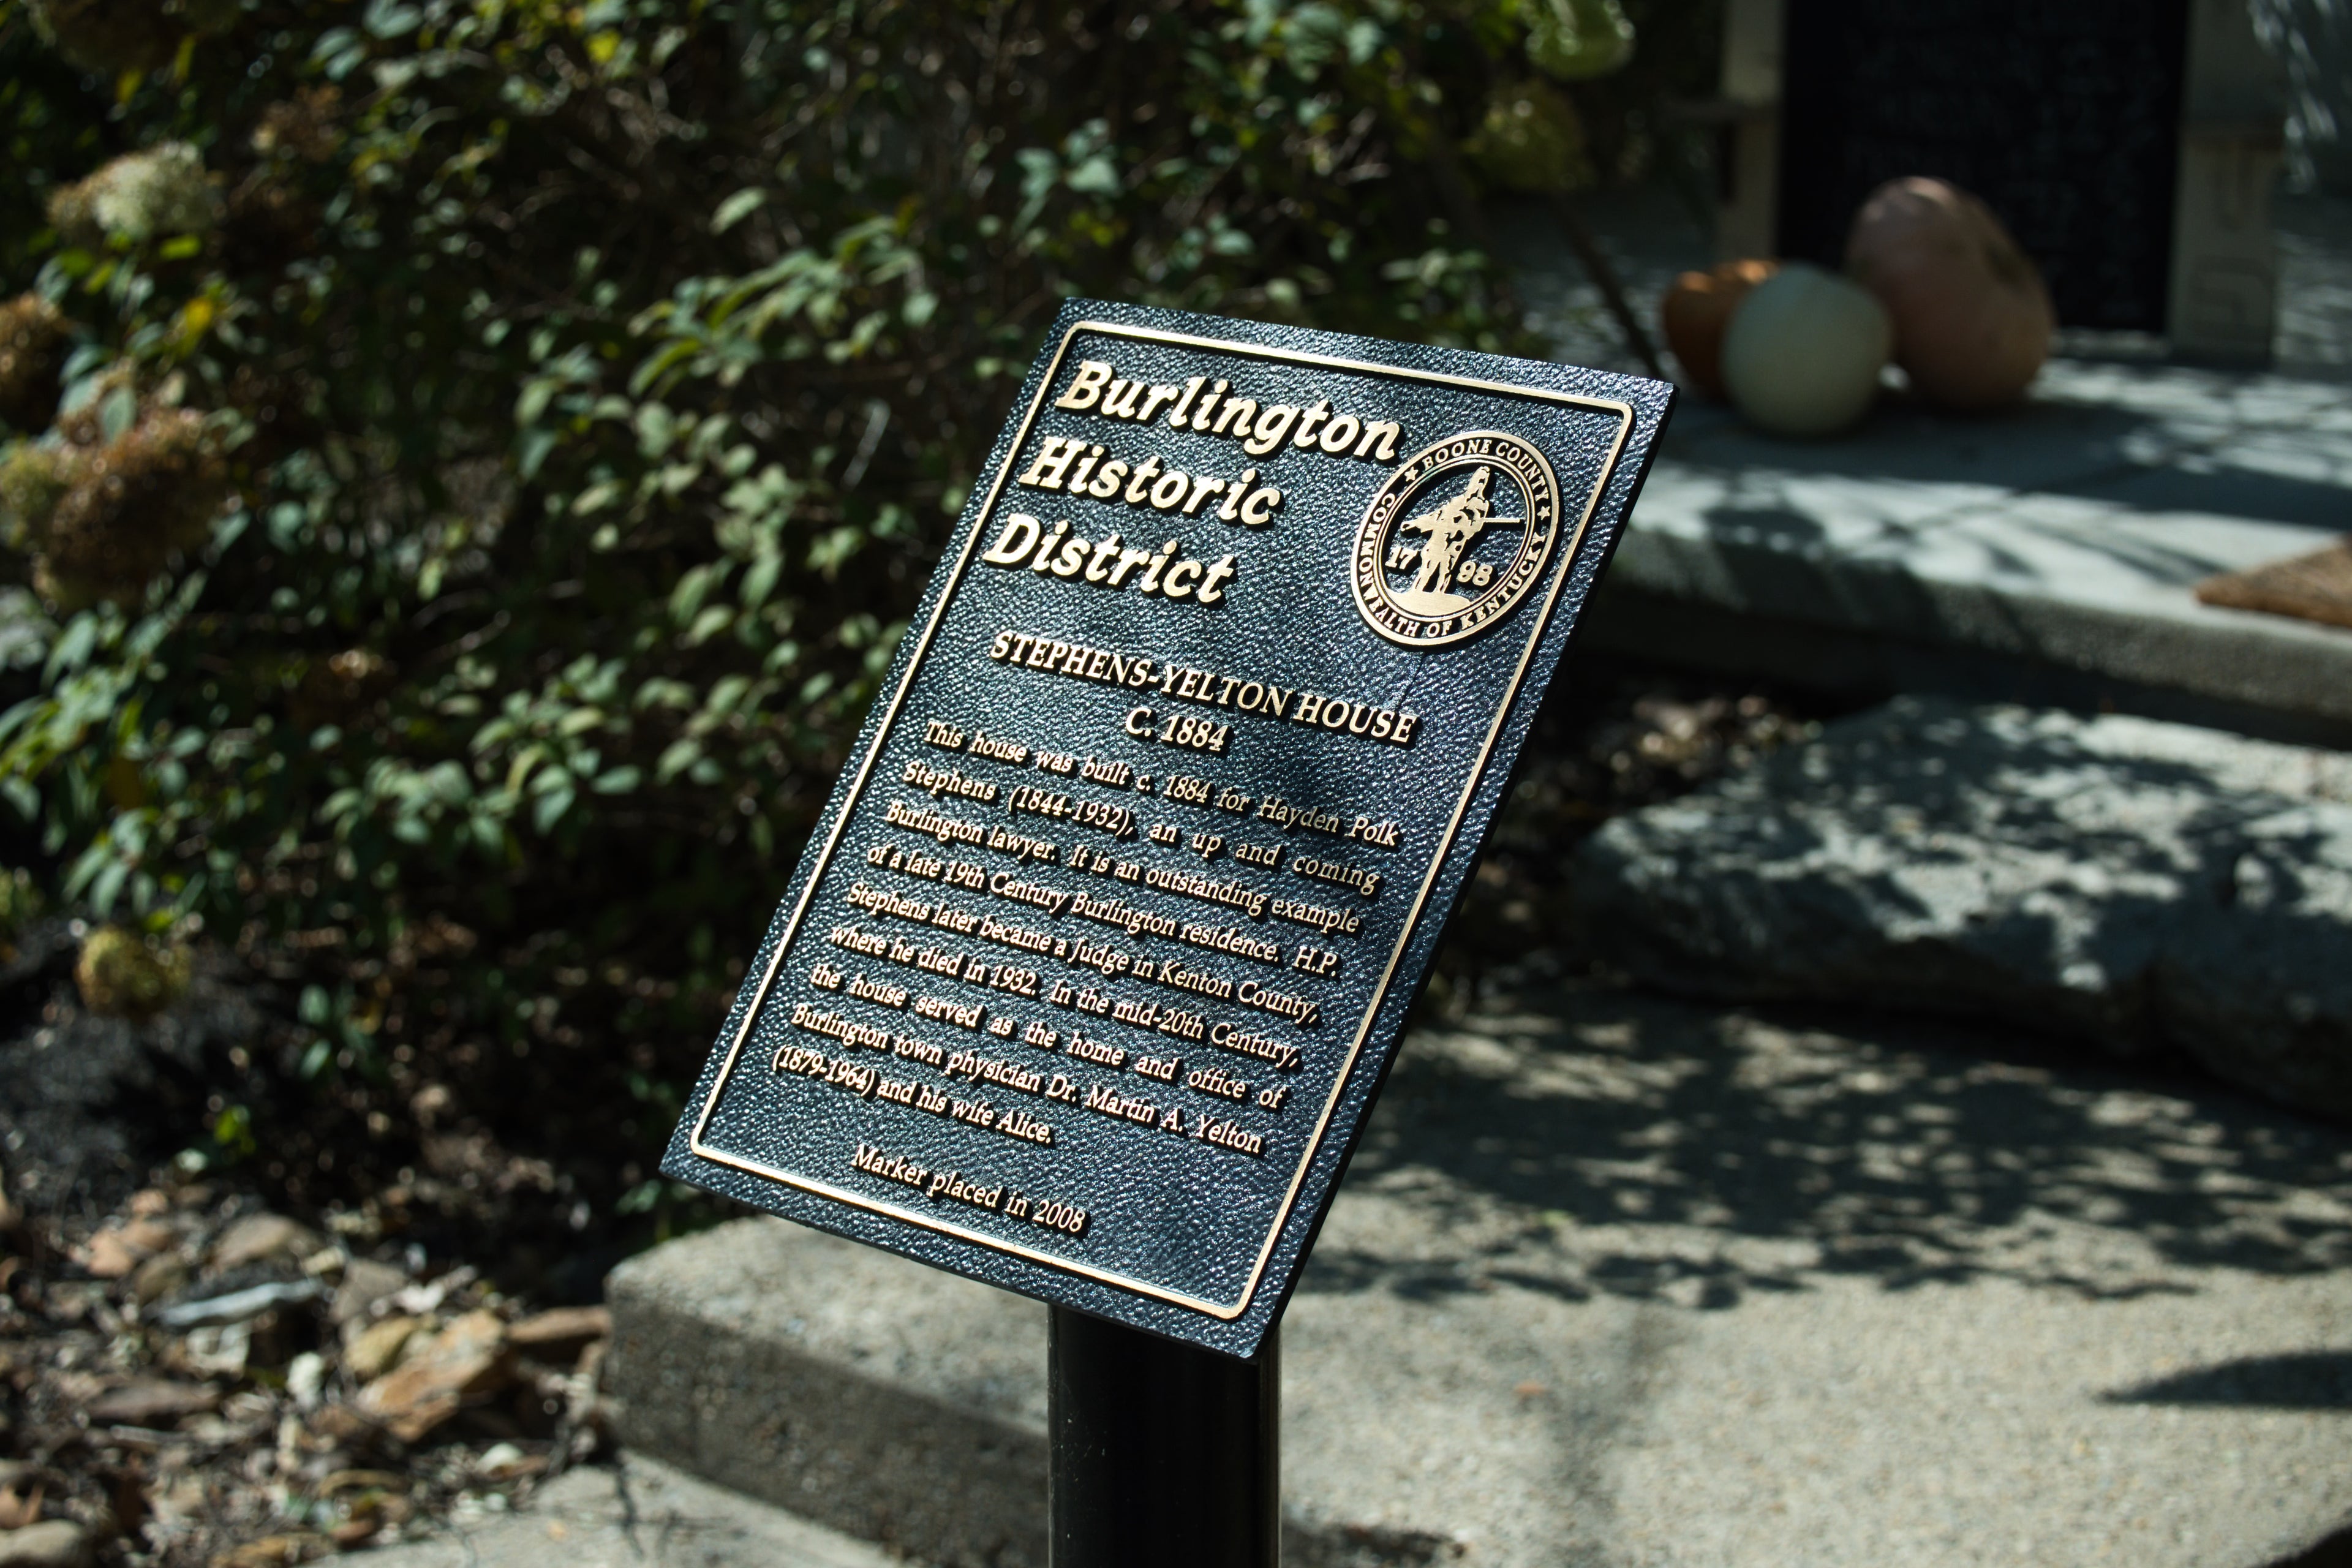 Burlington
Historic
District
BOONE COUNTY
COMMONWEALTH OF KENTUCKY
17 98
STEPHENS-YELTON HOUSE
C. 1884
This house was built c. 1884 for Hayden Polk
Stephens (1844-1932), an up and coming
Burlington lawyer. It is an outstanding example
of a late 19th Century Burlington residence. H.P.
Stephens later became a judge in Kenton County,
where he died in 1932. In the mid-20th Century,
the house served as the home and office of
Burlington town physician Dr. Martin A. Yelton
(1879-1964) and his wife Alice.
Marker placed in 2008